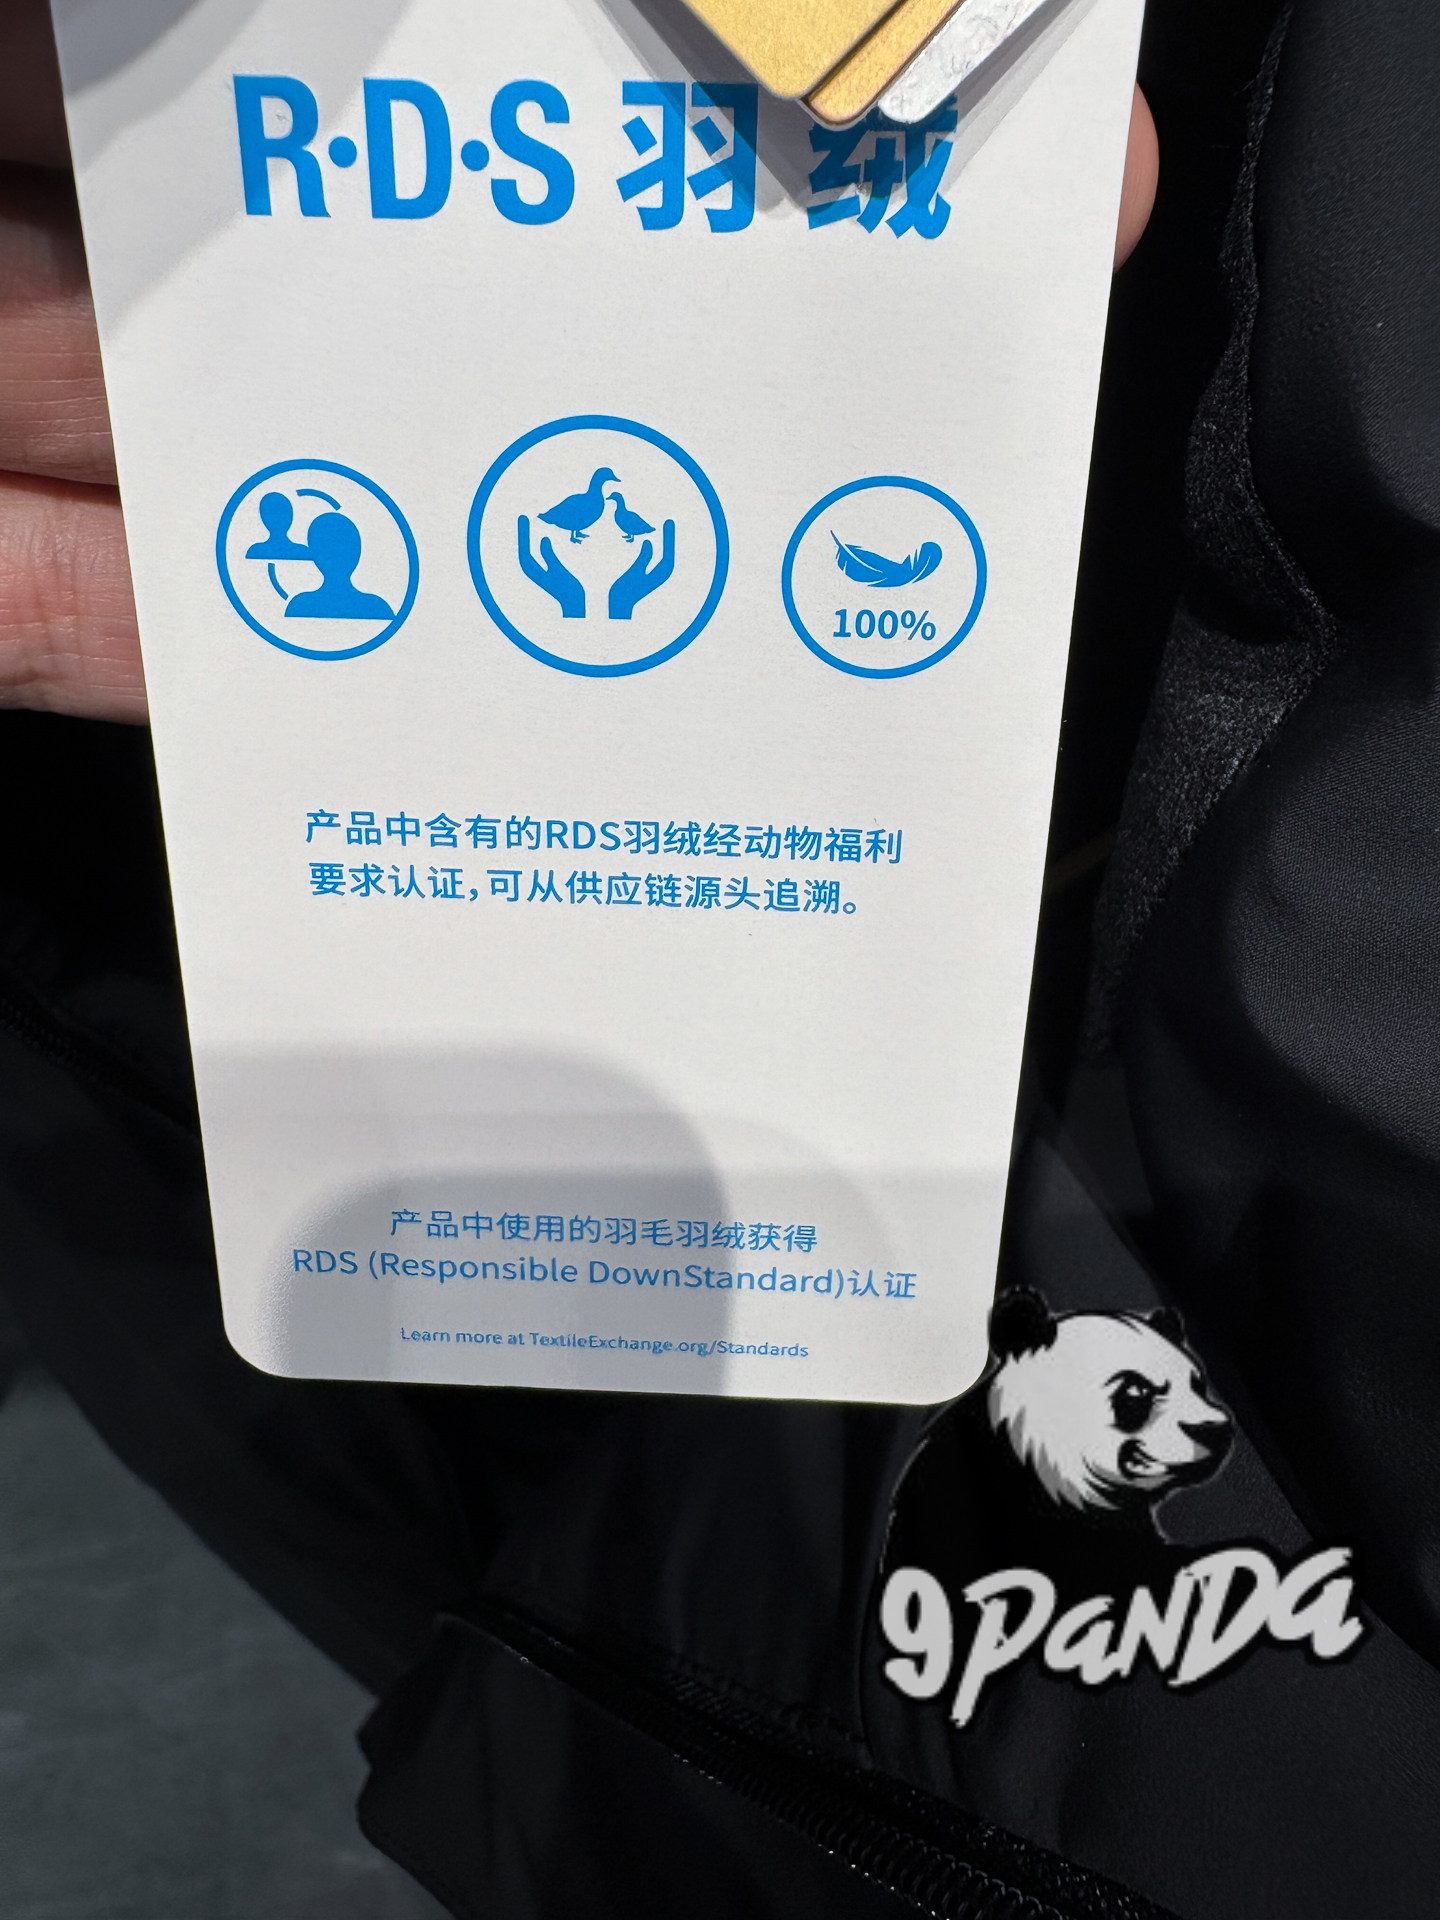 R·D·S 羽绒
100%
产品中含有的RDS羽绒经动物福利
要求认证,可从供应链源头追溯。
产品中使用的羽毛羽绒获得
RDS (Responsible DownStandard)认证
Learn more at TextileExchange.org/Standards
9PANDA